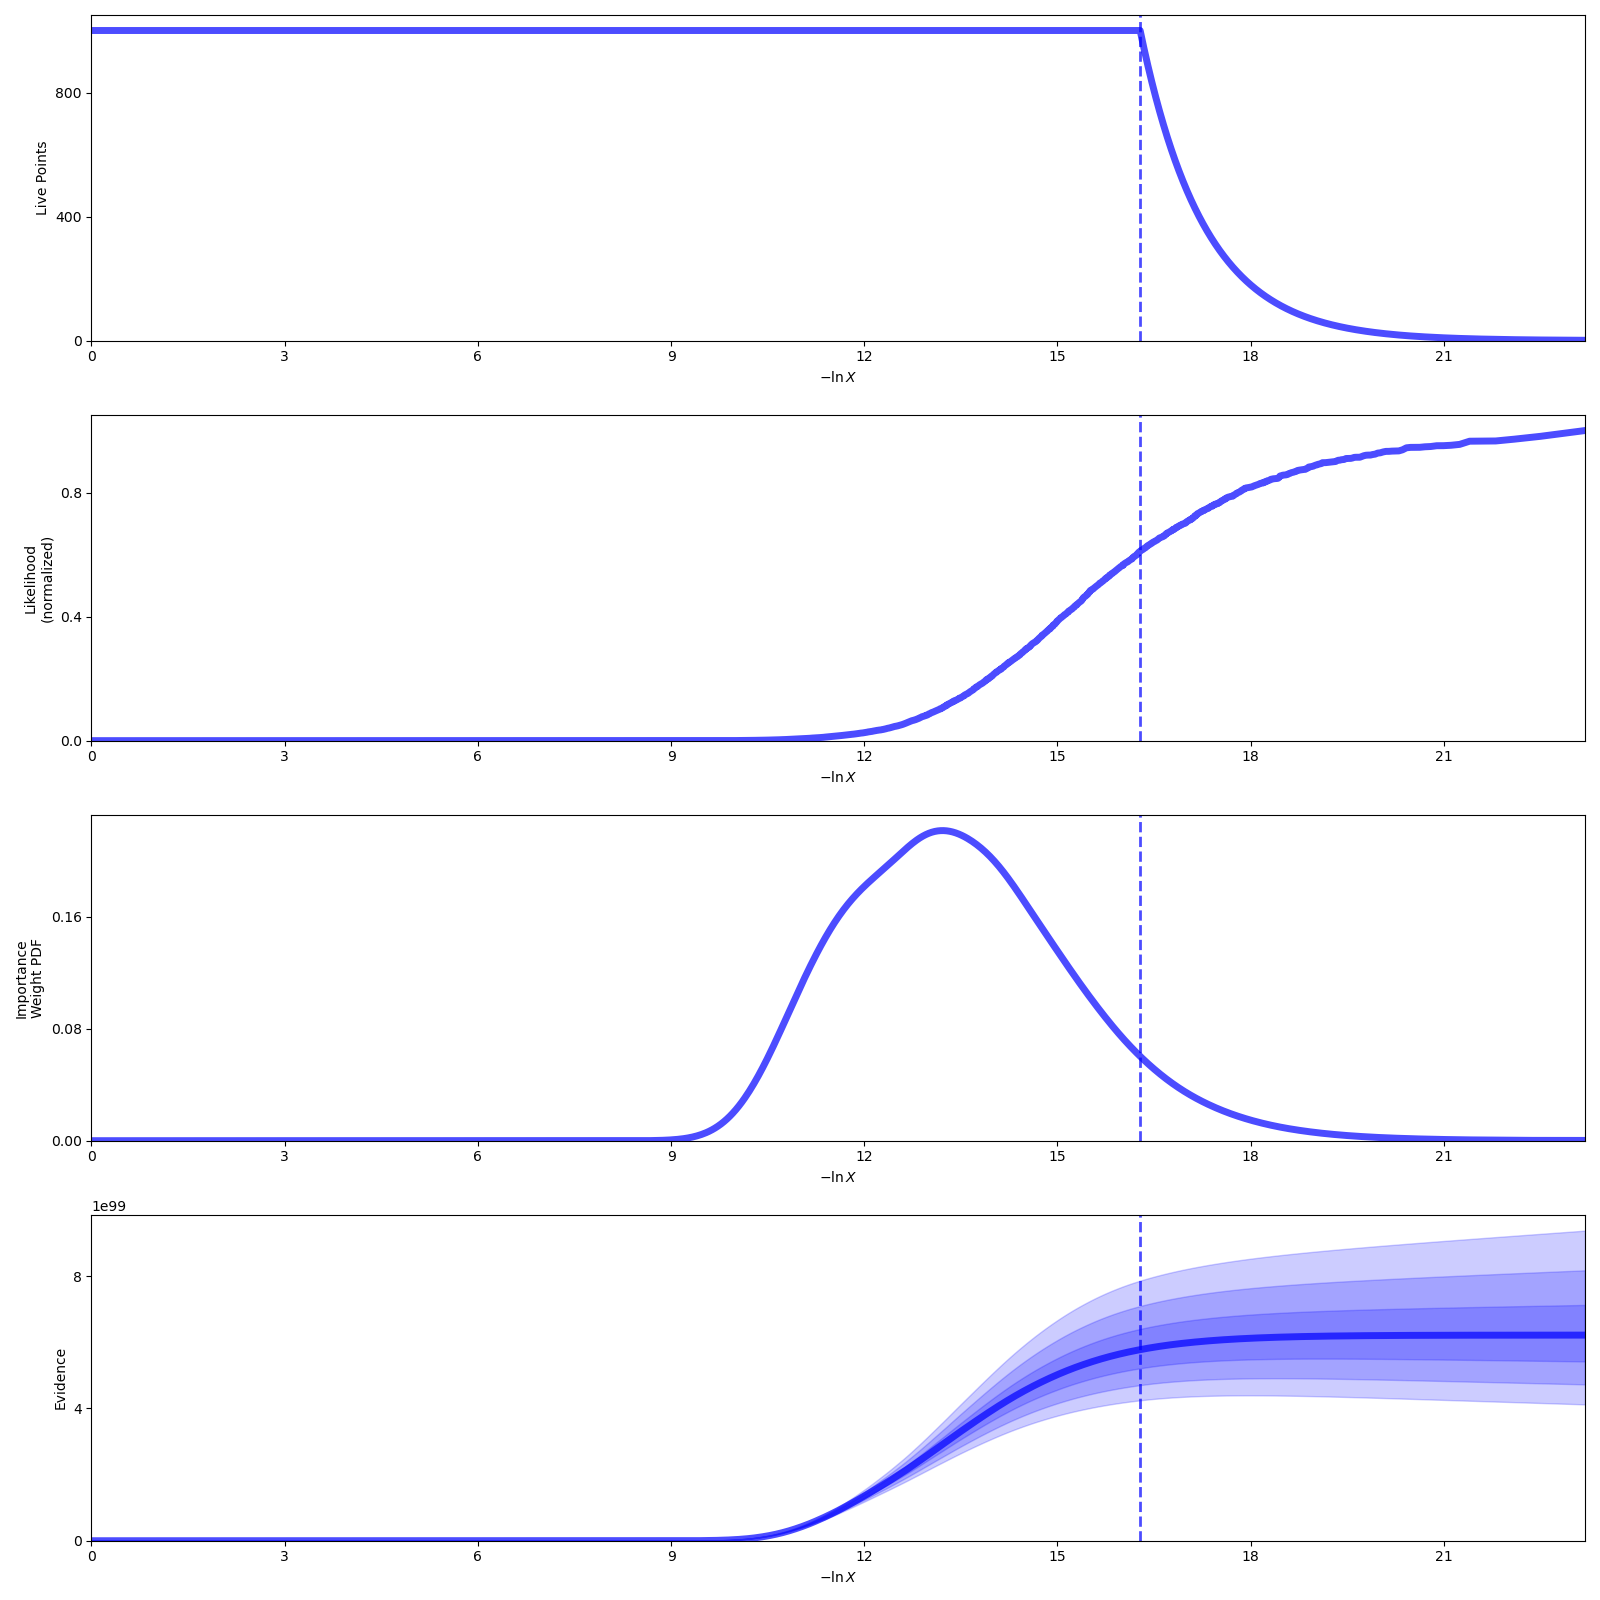 800
400
0
Live Points
0 3 6 9 12 15 18 21
−ln X
0.8
0.4
0.0
Likelihood
(normalized)
0 3 6 9 12 15 18 21
−ln X
0.16
0.08
0.00
Importance
Weight PDF
0 3 6 9 12 15 18 21
−ln X
1e99
8
4
0
Evidence
0 3 6 9 12 15 18 21
−ln X